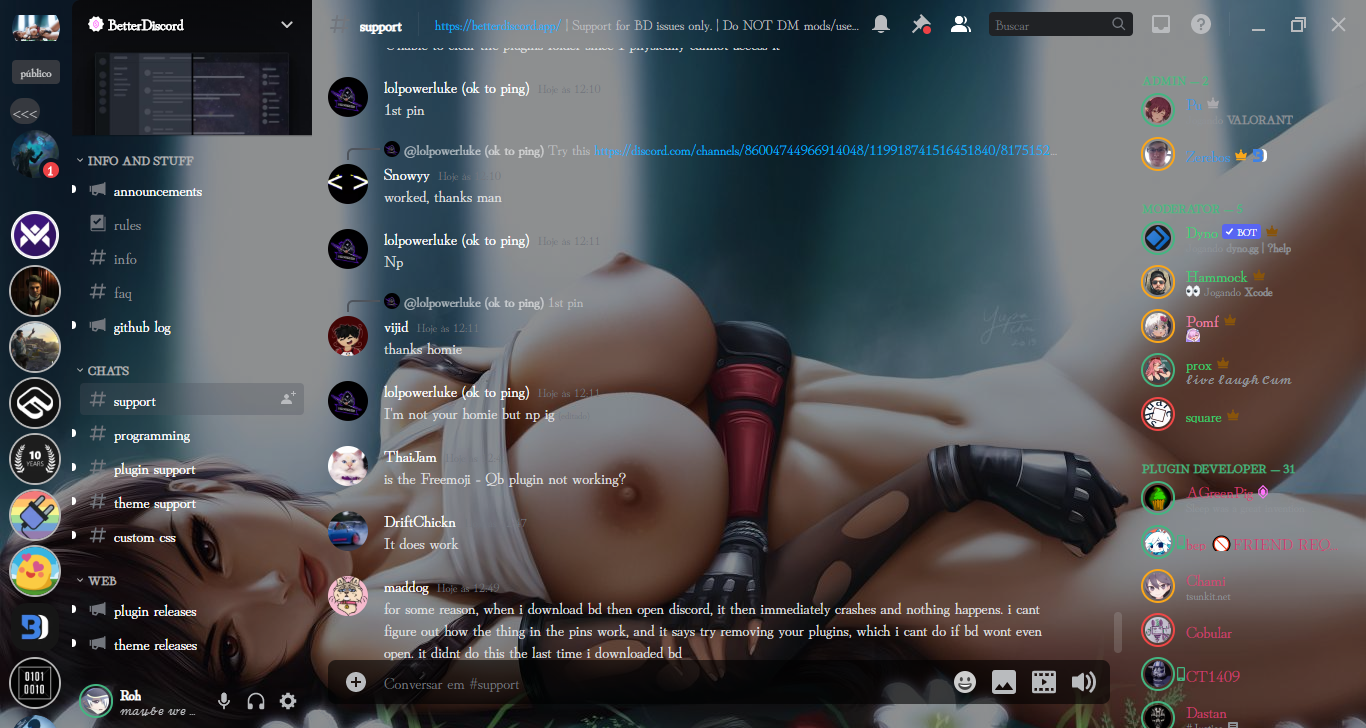 BetterDiscord
público
<<<
1
INFO AND STUFF
announcements
rules
info
faq
github log
CHATS
support
programming
plugin support
theme support
custom css
WEB
plugin releases
theme releases
10
YEARS
0101
0010
Roh
maybe we ...
support
https://betterdiscord.app/ | Support for BD issues only. | Do NOT DM mods/use...
Buscar
Unable to clear the plugins folder since I physically cannot access it
lolpowerluke (ok to ping) Hoje às 12:10
1st pin
@lolpowerluke (ok to ping) Try this https://discord.com/channels/86004744966914048/119918741516451840/8175152...
Snowyy Hoje às 12:10
worked, thanks man
lolpowerluke (ok to ping) Hoje às 12:11
Np
@lolpowerluke (ok to ping) 1st pin
vijid Hoje às 12:11
thanks homie
lolpowerluke (ok to ping) Hoje às 12:11
I'm not your homie but np ig
ThaiJam
is the Freemoji - Qb plugin not working?
DriftChickn
It does work
maddog Hoje às 12:49
for some reason, when i download bd then open discord, it then immediately crashes and nothing happens. i cant
figure out how the thing in the pins work, and it says try removing your plugins, which i cant do if bd wont even
open. it didnt do this the last time i downloaded bd
Conversar em #support
ADMIN — 2
VALORANT
Zerebos
MODERATOR — 5
Dyno BOT
dyno.gg | ?help
Hammock
Jogando Xcode
Pomf
prox
live laugh cum
square
PLUGIN DEVELOPER — 31
AGreenPig
FRIEND REQ
tsunkit.net
Cobular
CT1409
Dastan